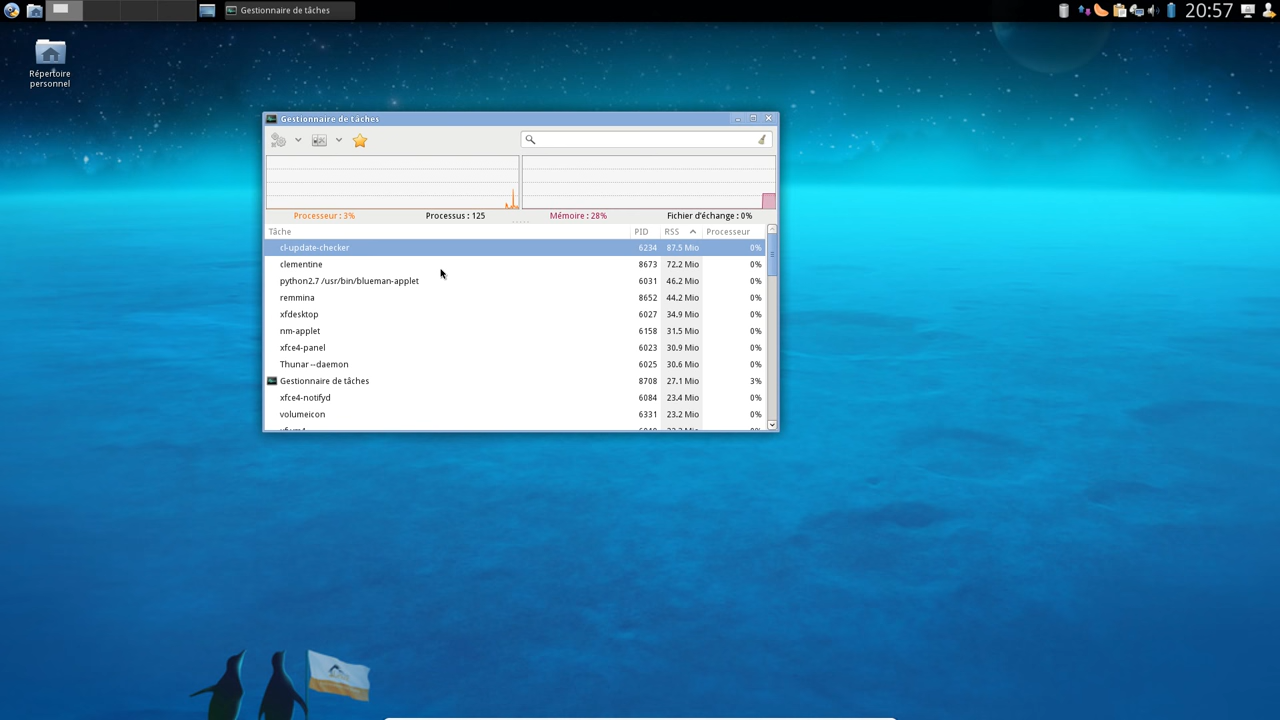 Gestionnaire de tâches
20:57
Répertoire
personnel
Gestionnaire de tâches
Processeur : 3% Processus : 125 Mémoire : 28% Fichier d'échange : 0%
Tâche PID RSS Processeur
cl-update-checker 6234 87.5 Mio 0%
clementine 8673 72.2 Mio 0%
python2.7 /usr/bin/blueman-applet 6031 46.2 Mio 0%
remmina 8652 44.2 Mio 0%
xfdesktop 6027 34.9 Mio 0%
nm-applet 6158 31.5 Mio 0%
xfce4-panel 6023 30.9 Mio 0%
Thunar --daemon 6025 30.6 Mio 0%
Gestionnaire de tâches 8708 27.1 Mio 3%
xfce4-notifyd 6084 23.4 Mio 0%
volumeicon 6331 23.2 Mio 0%